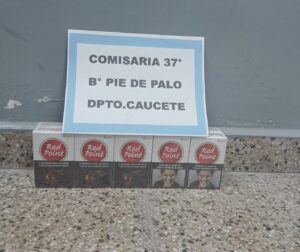 COMISARIA 37°
B° PIE DE PALO
DPTO.CAUCETE
Red Point
Red Point
Red Point
Red Point
Red Point